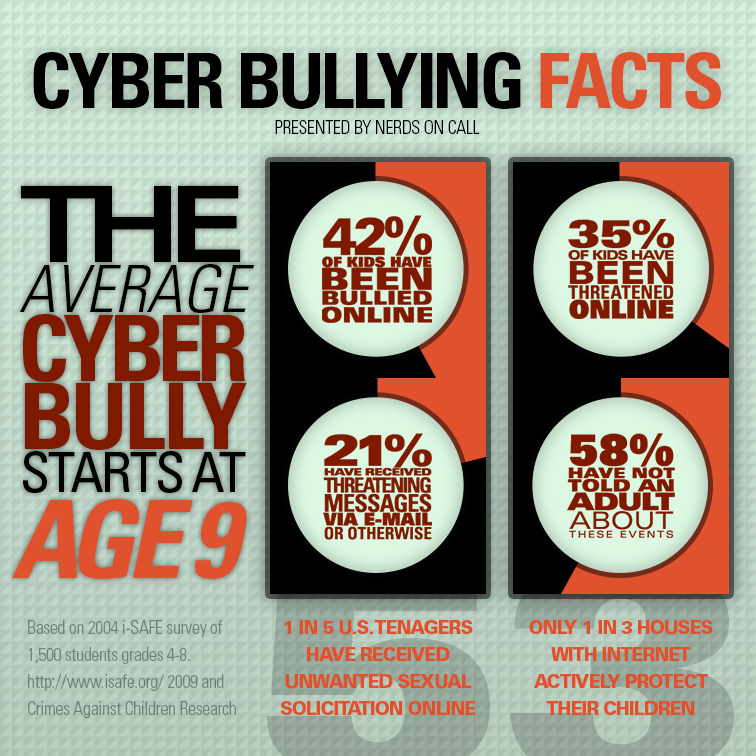 CYBER BULLYING FACTS
PRESENTED BY NERDS ON CALL
THE
AVERAGE
CYBER
BULLY
STARTS AT
AGE 9
42%
OF KIDS HAVE
BEEN
BULLIED
ONLINE
35%
OF KIDS HAVE
BEEN
THREATENED
ONLINE
21%
HAVE RECEIVED
THREATENING
MESSAGES
VIA E-MAIL
OR OTHERWISE
58%
HAVE NOT
TOLD AN
ADULT
ABOUT
THESE EVENTS
Based on 2004 i-SAFE survey of
1,500 students grades 4-8.
http://www.isafe.org/ 2009 and
Crimes Against Children Research
5
1 IN 5 U.S.TENAGERS
HAVE RECEIVED
UNWANTED SEXUAL
SOLICITATION ONLINE
3
ONLY 1 IN 3 HOUSES
WITH INTERNET
ACTIVELY PROTECT
THEIR CHILDREN